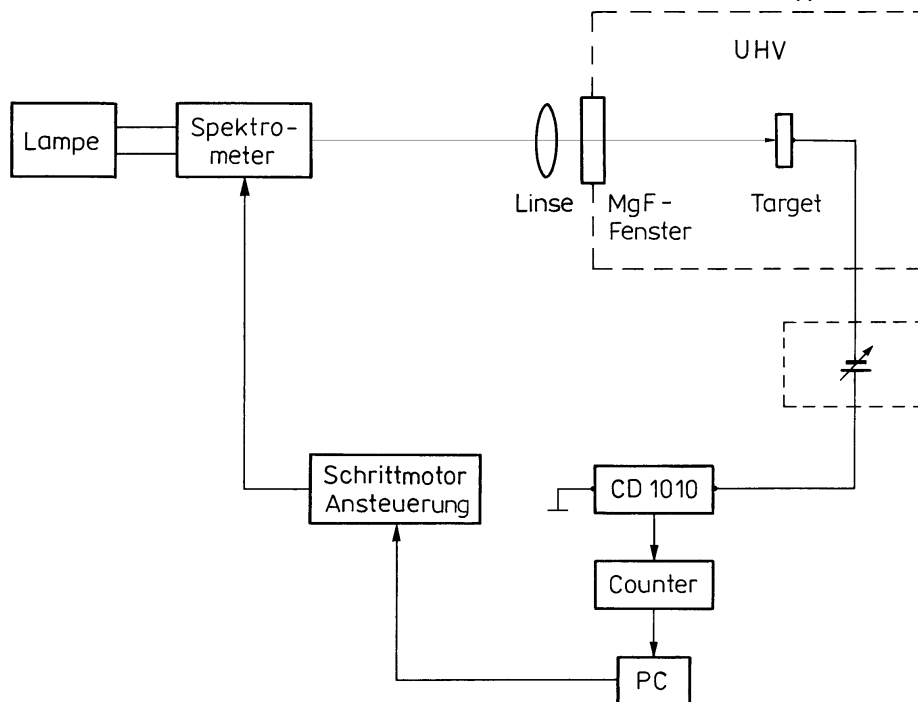 UHV
Lampe
Spektro-
meter
Linse
MgF-
Fenster
Target
Schrittmotor
Ansteuerung
CD 1010
Counter
PC